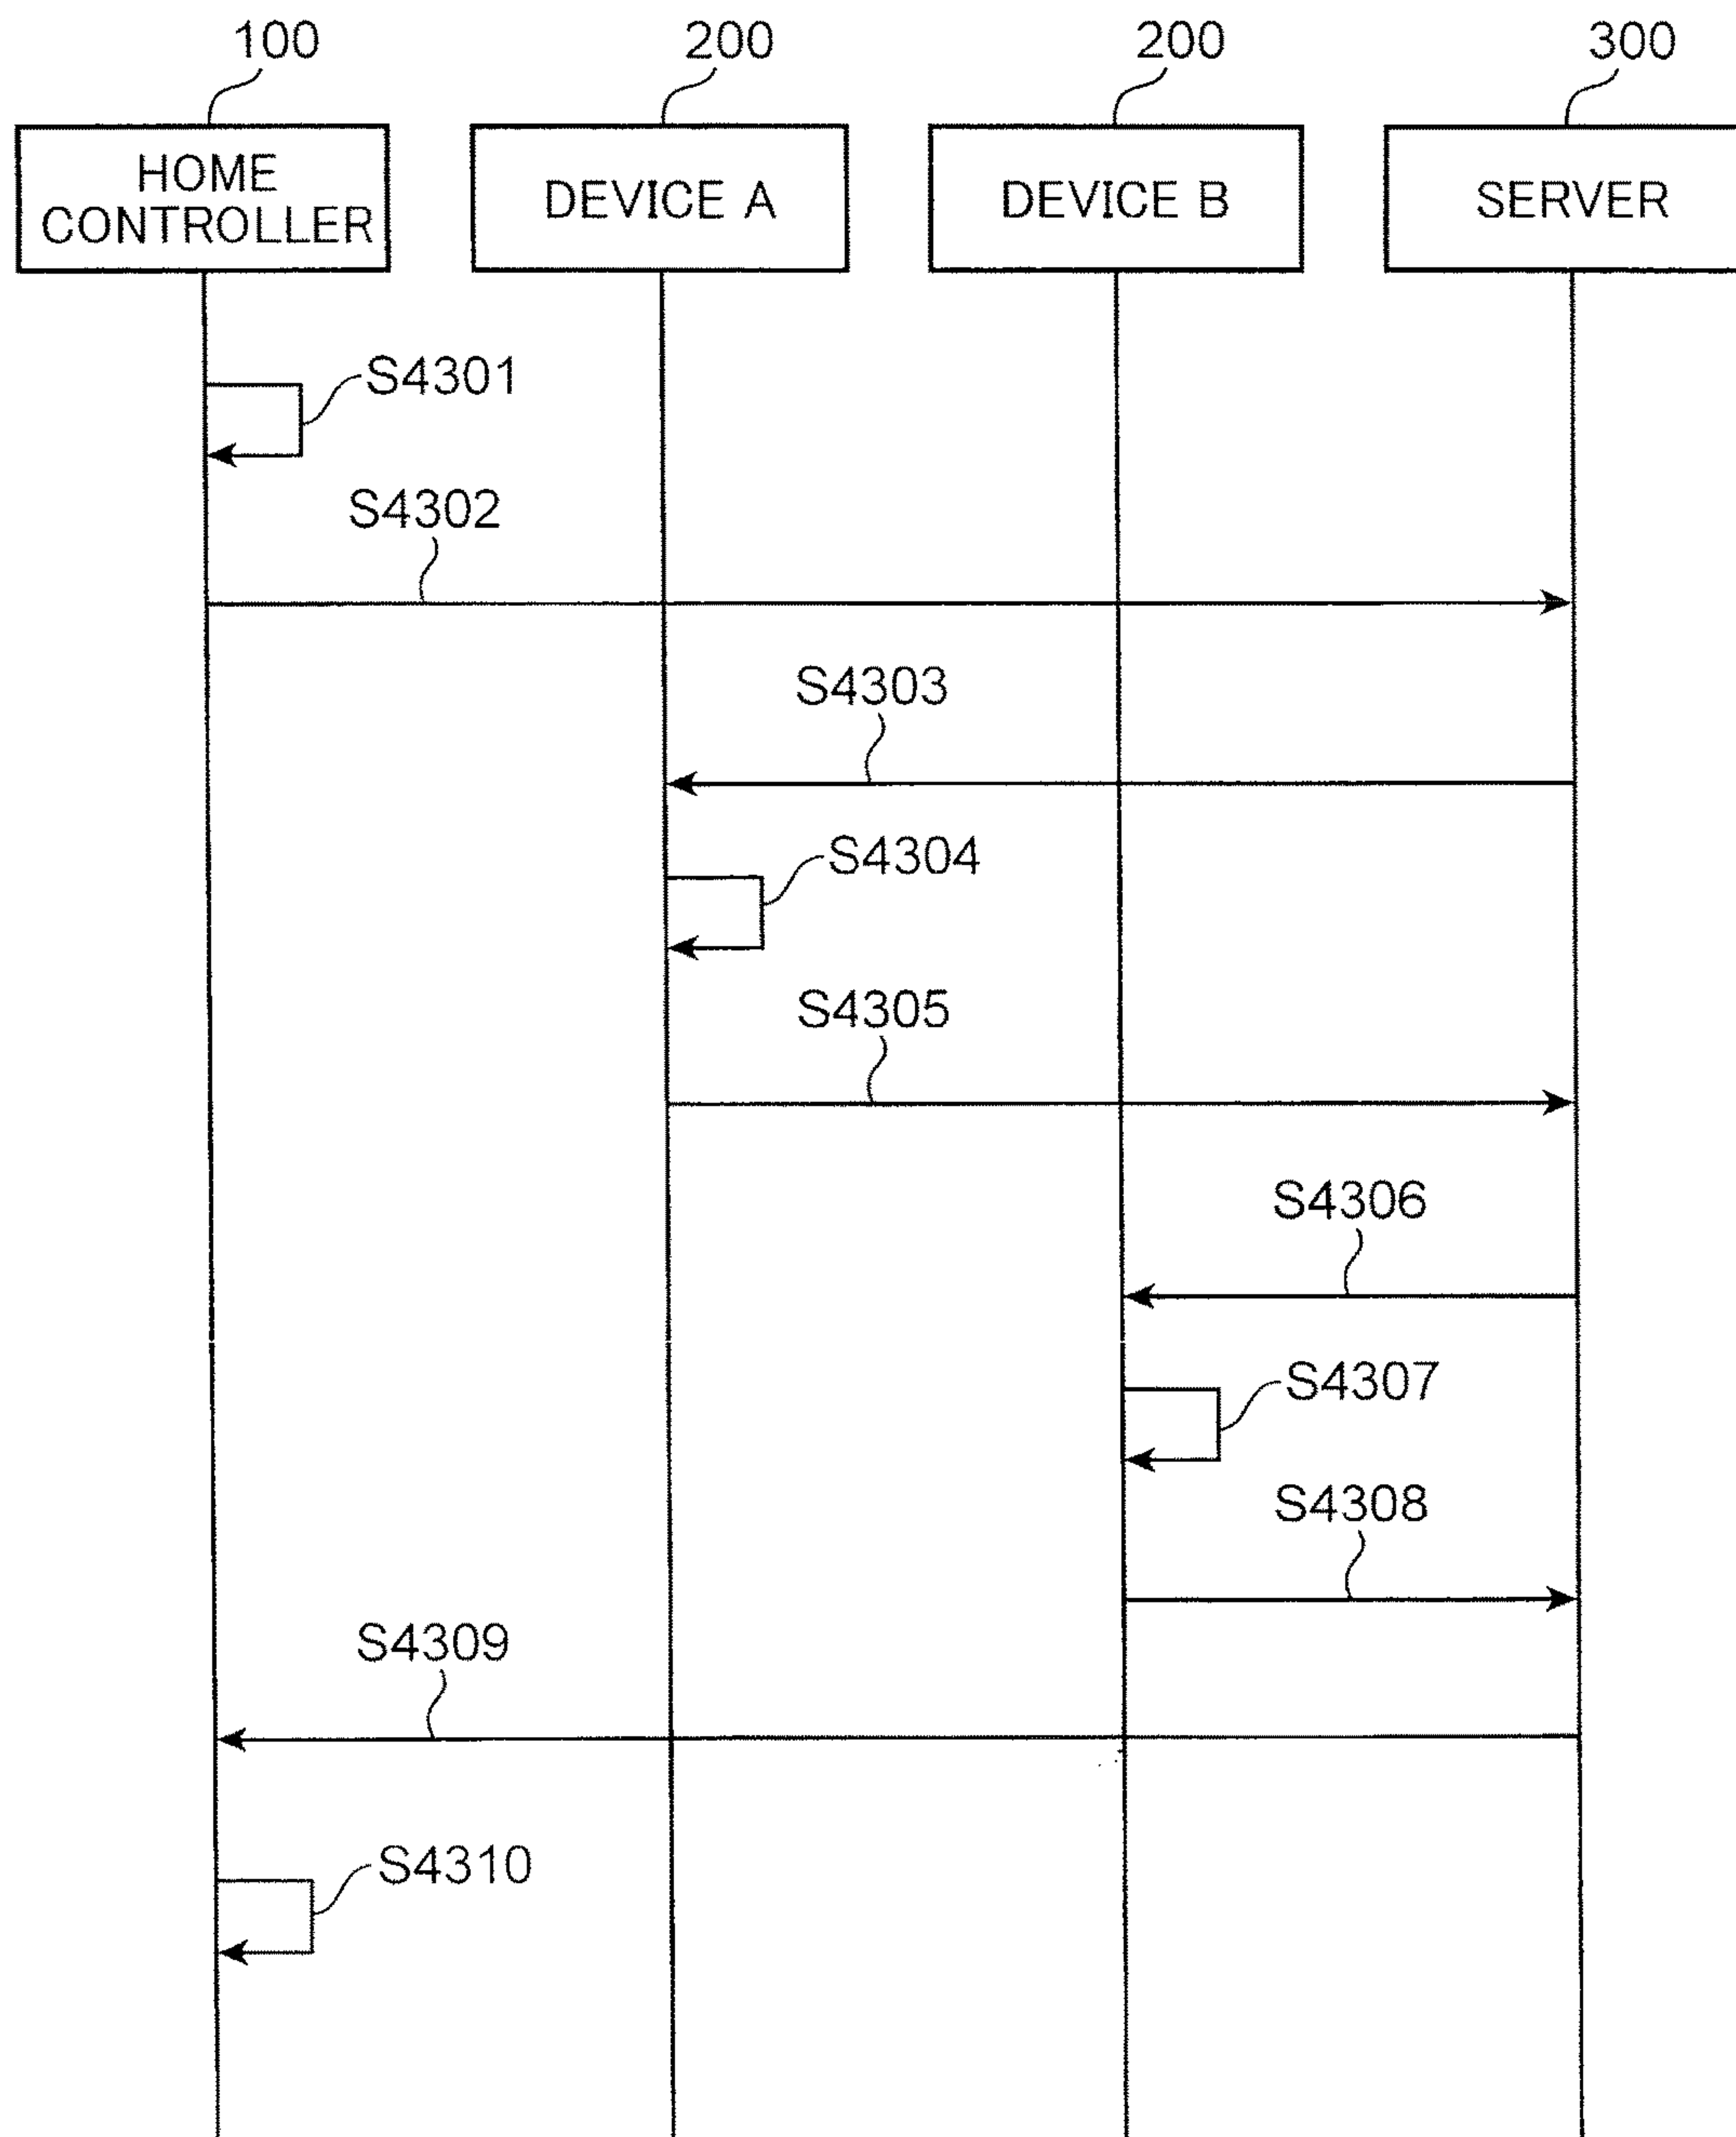 100
200
200
300
HOME
CONTROLLER
DEVICE A
DEVICE B
SERVER
S4301
S4302
S4303
S4304
S4305
S4306
S4307
S4308
S4309
S4310